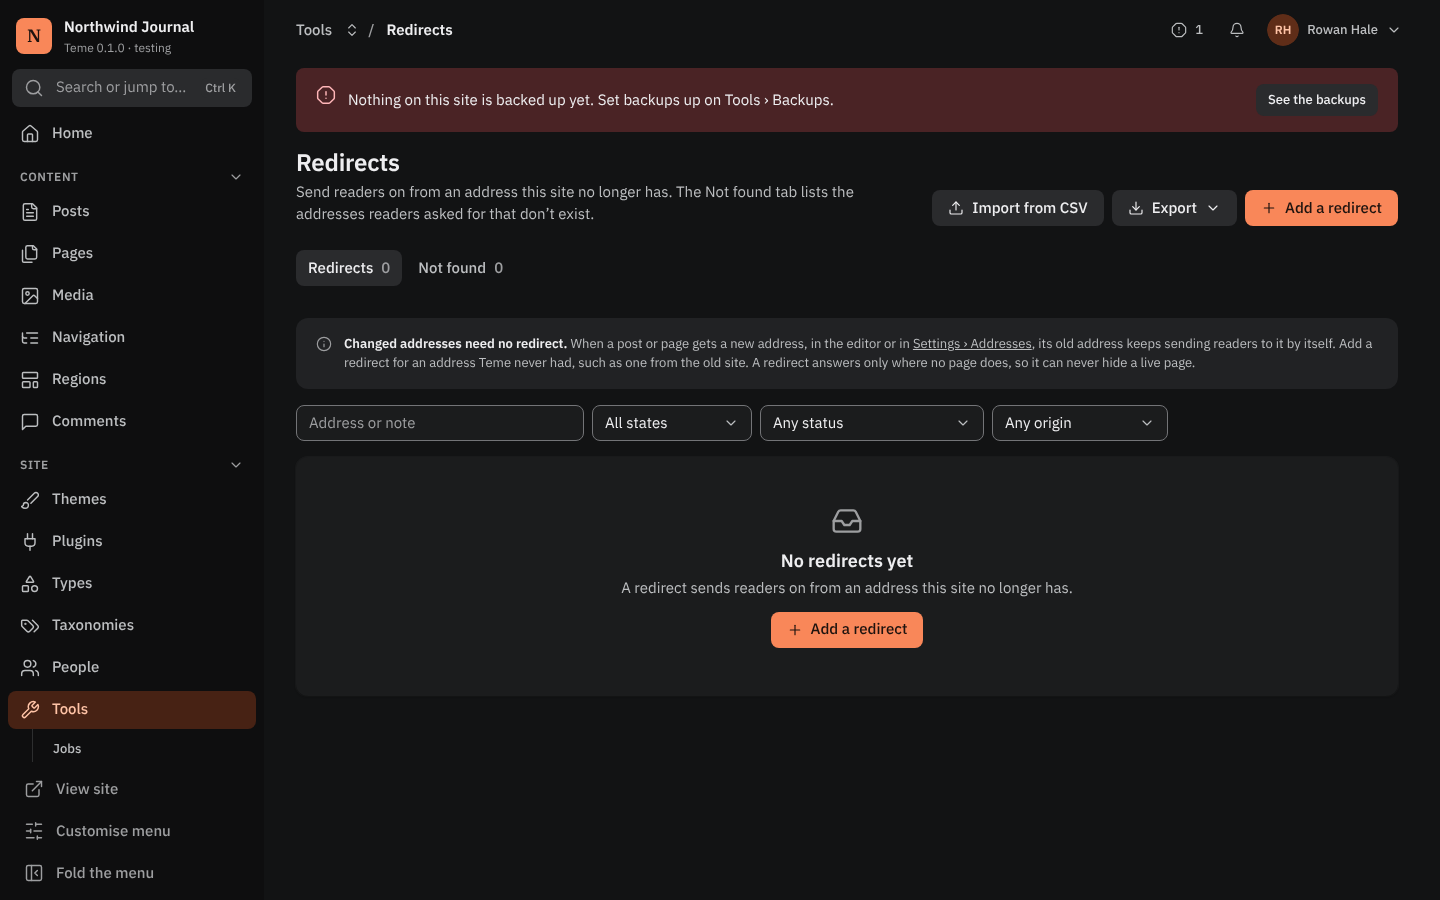 N
Northwind Journal
Teme 0.1.0 · testing
Search or jump to...
Ctrl K
Home
CONTENT
Posts
Pages
Media
Navigation
Regions
Comments
SITE
Themes
Plugins
Types
Taxonomies
People
Tools
Jobs
View site
Customise menu
Fold the menu
Tools / Redirects
1
RH
Rowan Hale
Nothing on this site is backed up yet. Set backups up on Tools › Backups.
See the backups
Redirects
Send readers on from an address this site no longer has. The Not found tab lists the
addresses readers asked for that don’t exist.
Import from CSV
Export
Add a redirect
Redirects 0
Not found 0
Changed addresses need no redirect. When a post or page gets a new address, in the editor or in Settings › Addresses, its old address keeps sending readers to it by itself. Add a
redirect for an address Teme never had, such as one from the old site. A redirect answers only where no page does, so it can never hide a live page.
Address or note
All states
Any status
Any origin
No redirects yet
A redirect sends readers on from an address this site no longer has.
Add a redirect